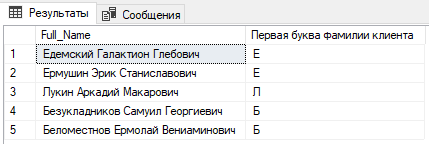 Результаты Сообщения
Full_Name Первая буква фамилии клиента
1 Едемский Галактион Глебович Е
2 Ермушин Эрик Станиславович Е
3 Лукин Аркадий Макарович Л
4 Безукладников Самуил Георгиевич Б
5 Беломестнов Ермолай Вениаминович Б